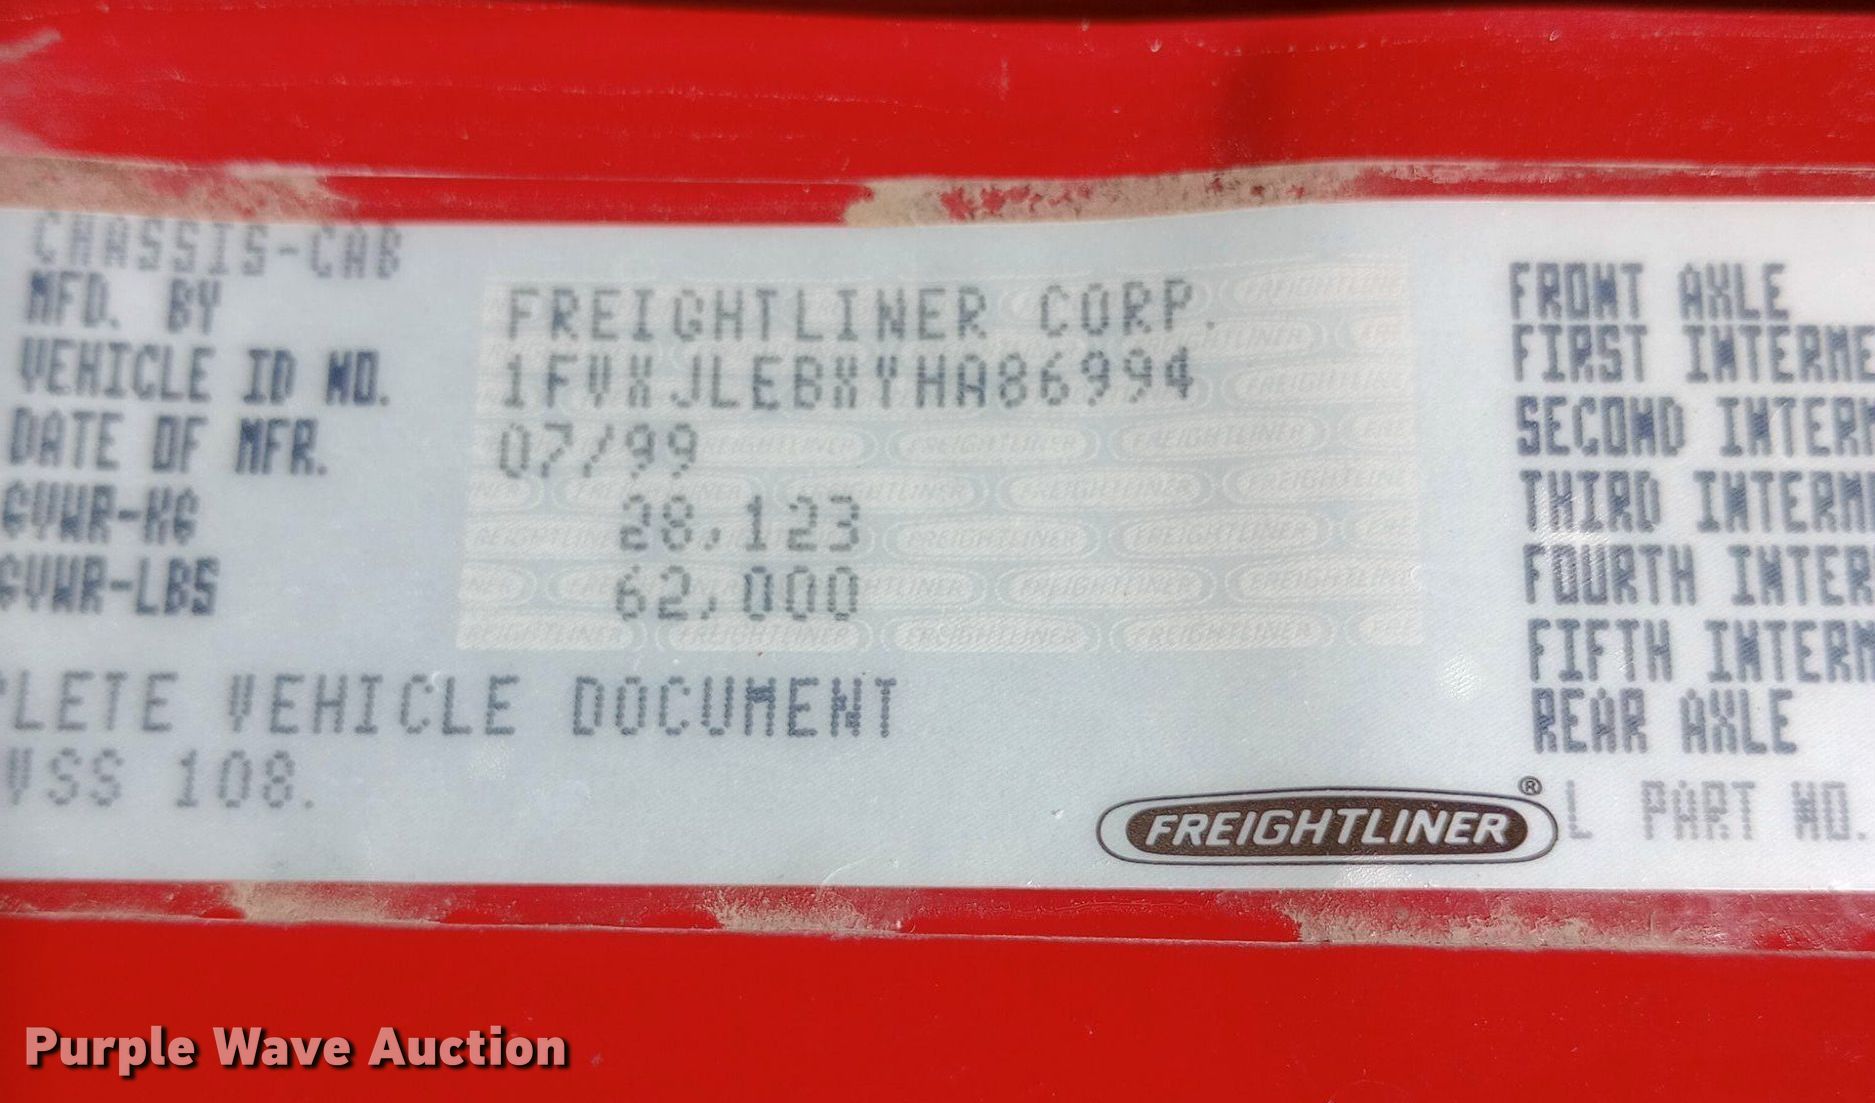 CHASSIS-CAB
MFD. BY FREIGHTLINER CORP.
VEHICLE ID NO. 1FVXJLEBXYHA86994
DATE OF MFR. 07/99
GVWR-KG 28,123
GVWR-LBS 62,000
PLETE VEHICLE DOCUMENT
VSS 108.
FRONT AXLE
FIRST INTERME
SECOND INTERM
THIRD INTERM
FOURTH INTER
FIFTH INTERM
REAR AXLE
L PART NO.
FREIGHTLINER®
Purple Wave Auction